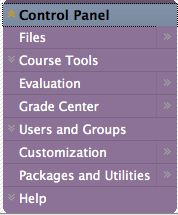 Control Panel
Files
Course Tools
Evaluation
Grade Center
Users and Groups
Customization
Packages and Utilities
Help